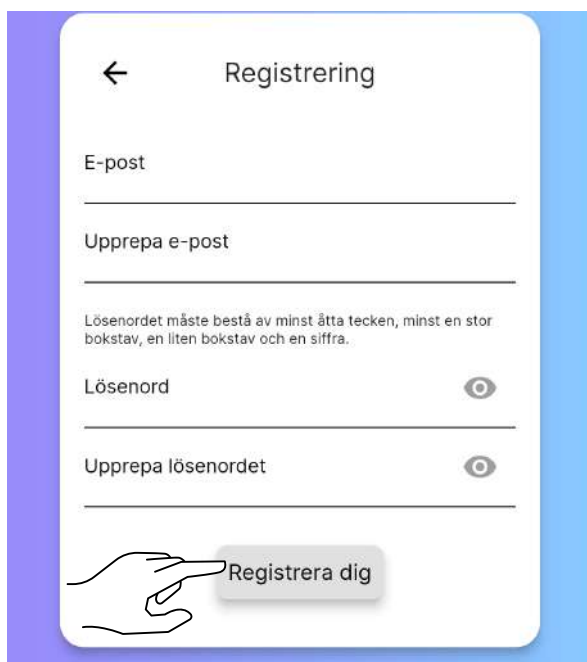 Registrering
E-post
Upprepa e-post
Lösenordet måste bestå av minst åtta tecken, minst en stor
bokstav, en liten bokstav och en siffra.
Lösenord
Upprepa lösenordet
Registrera dig